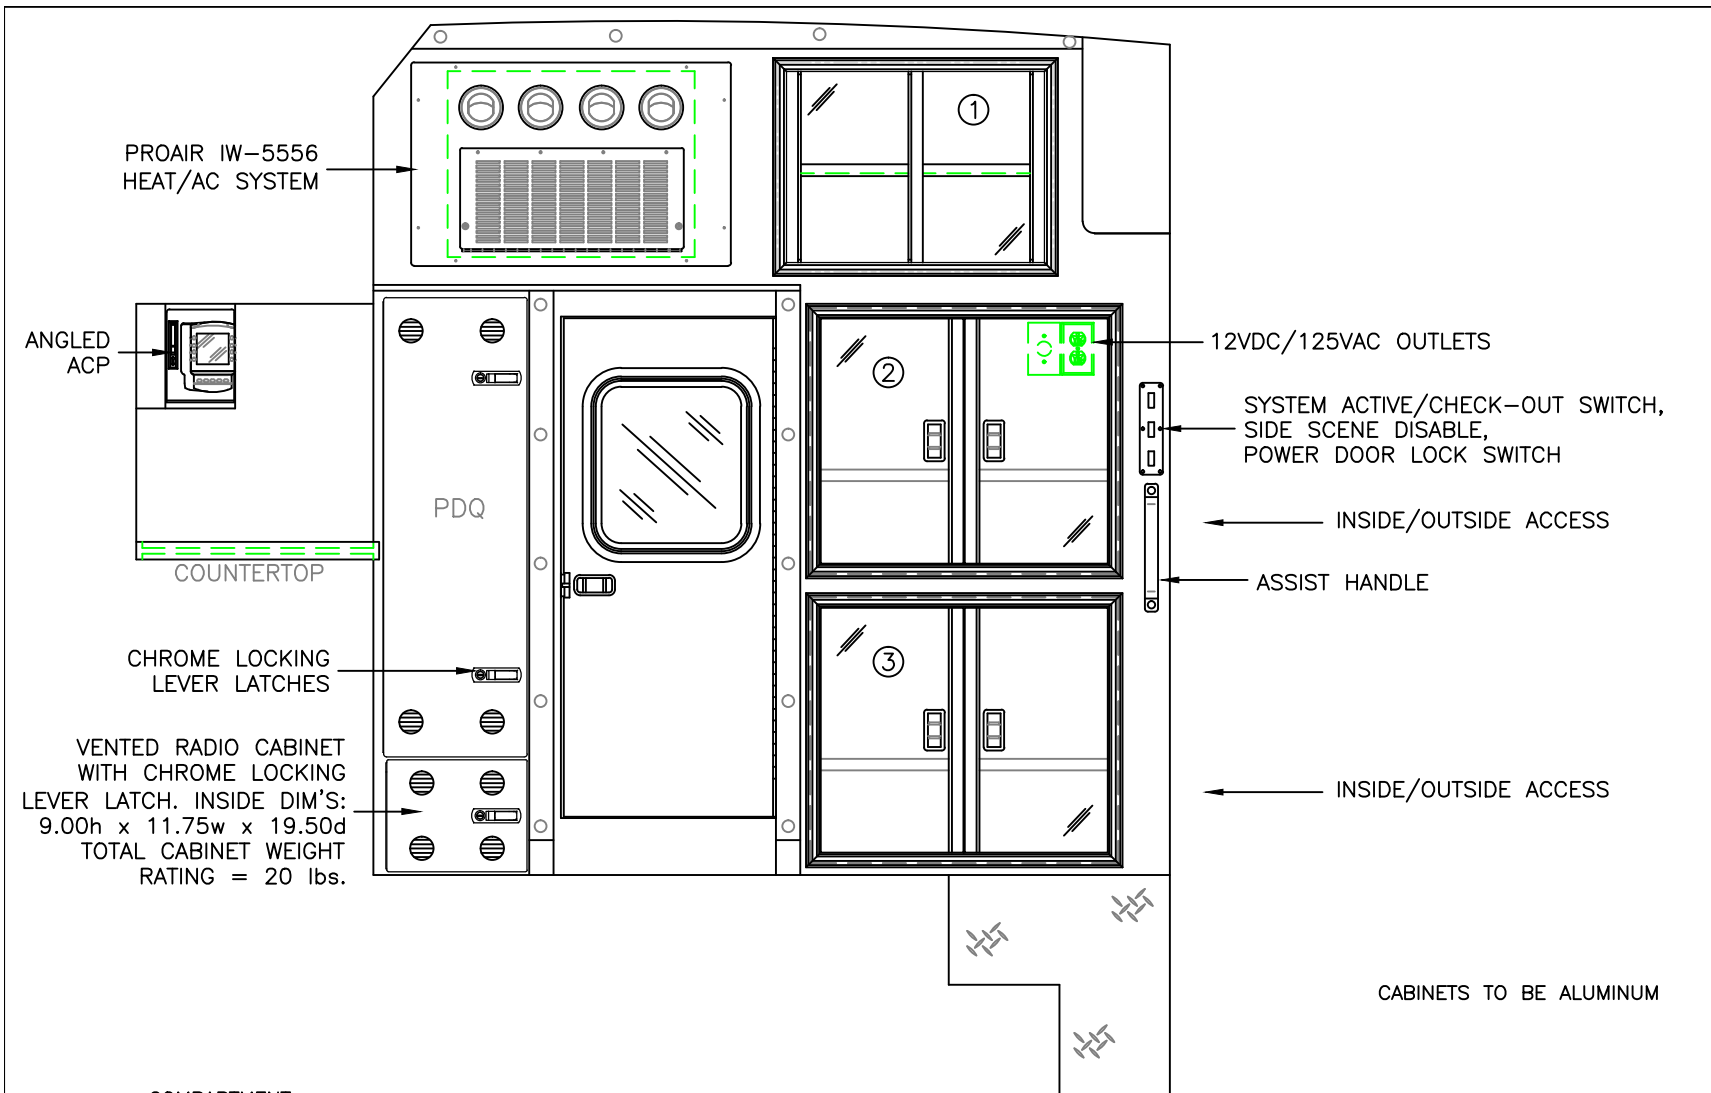 PROAIR IW-5556
HEAT/AC SYSTEM
1
ANGLED
ACP
2
12VDC/125VAC OUTLETS
SYSTEM ACTIVE/CHECK-OUT SWITCH,
SIDE SCENE DISABLE,
POWER DOOR LOCK SWITCH
PDQ
INSIDE/OUTSIDE ACCESS
COUNTERTOP
ASSIST HANDLE
CHROME LOCKING
LEVER LATCHES
3
VENTED RADIO CABINET
WITH CHROME LOCKING
LEVER LATCH. INSIDE DIM'S:
9.00h x 11.75w x 19.50d
TOTAL CABINET WEIGHT
RATING = 20 lbs.
INSIDE/OUTSIDE ACCESS
CABINETS TO BE ALUMINUM
COMPARTMENT